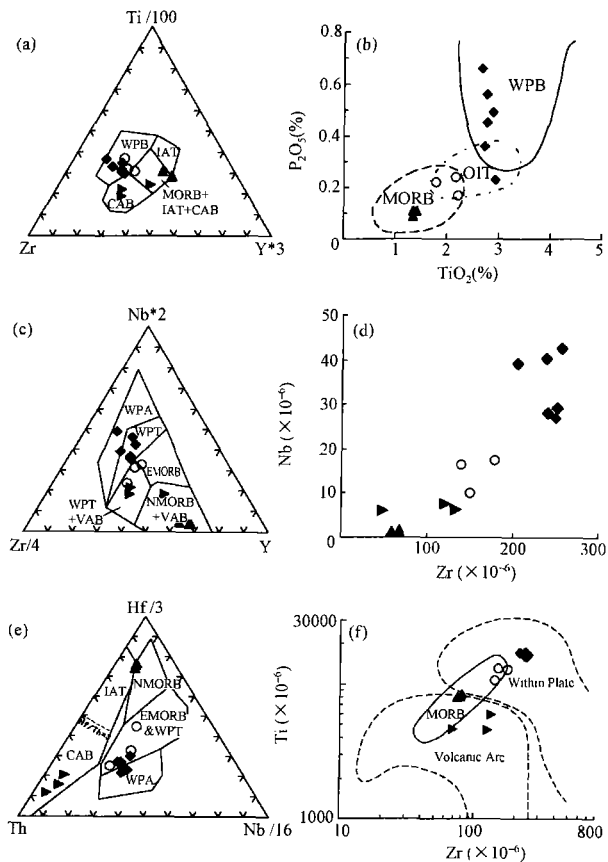 (a)
Ti /100
WPB
IAT
CAB
MORB+
IAT+CAB
Zr
Y*3
(b)
P₂O₅(%)
0.8
0.6
0.4
0.2
0
WPB
OIT
MORB
1 2 3 4 5
TiO₂(%)
(c)
Nb*2
WPA
WPT
EMORB
WPT
+VAB
NMORB
+VAB
Zr/4
Y
(d)
Nb (×10⁻⁶)
50
40
30
20
10
0
100 200 300
Zr (×10⁻⁶)
(e)
Hf /3
IAT
NMORB
EMORB
&WPT
CAB
WPA
Th
Nb /16
(f)
Ti (×10⁻⁶)
30000
1000
Within Plate
MORB
Volcanic Arc
10 100 800
Zr (×10⁻⁶)